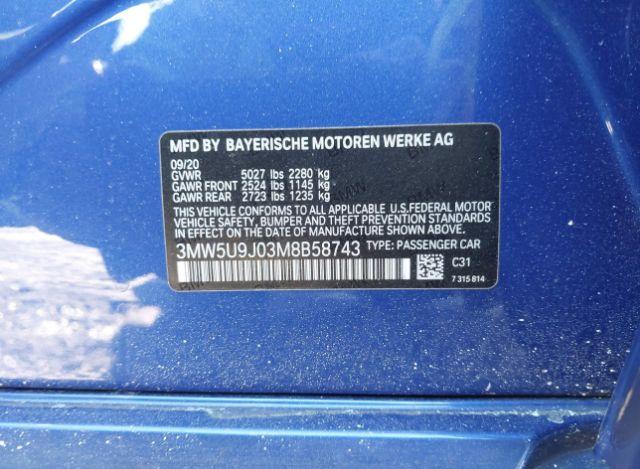 MFD BY BAYERISCHE MOTOREN WERKE AG
09/20
GVWR 5027 lbs 2280 kg
GAWR FRONT 2524 lbs 1145 kg
GAWR REAR 2723 lbs 1235 kg
THIS VEHICLE CONFORMS TO ALL APPLICABLE U.S.FEDERAL MOTOR
VEHICLE SAFETY, BUMPER AND THEFT PREVENTION STANDARDS
IN EFFECT ON THE DATE OF MANUFACTURE SHOWN ABOVE.
3MW5U9J03M8B58743 TYPE: PASSENGER CAR
C31
7 315 814